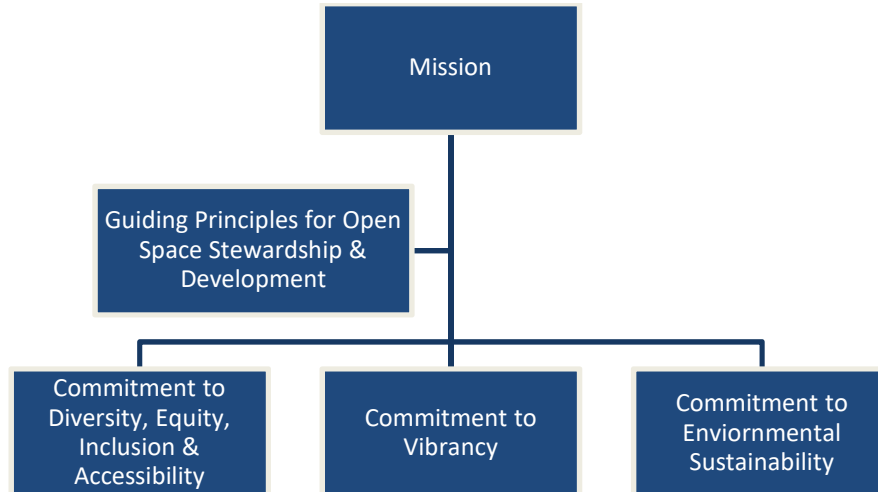 Mission
Guiding Principles for Open
Space Stewardship &
Development
Commitment to
Diversity, Equity,
Inclusion &
Accessibility
Commitment to
Vibrancy
Commitment to
Enviornmental
Sustainability